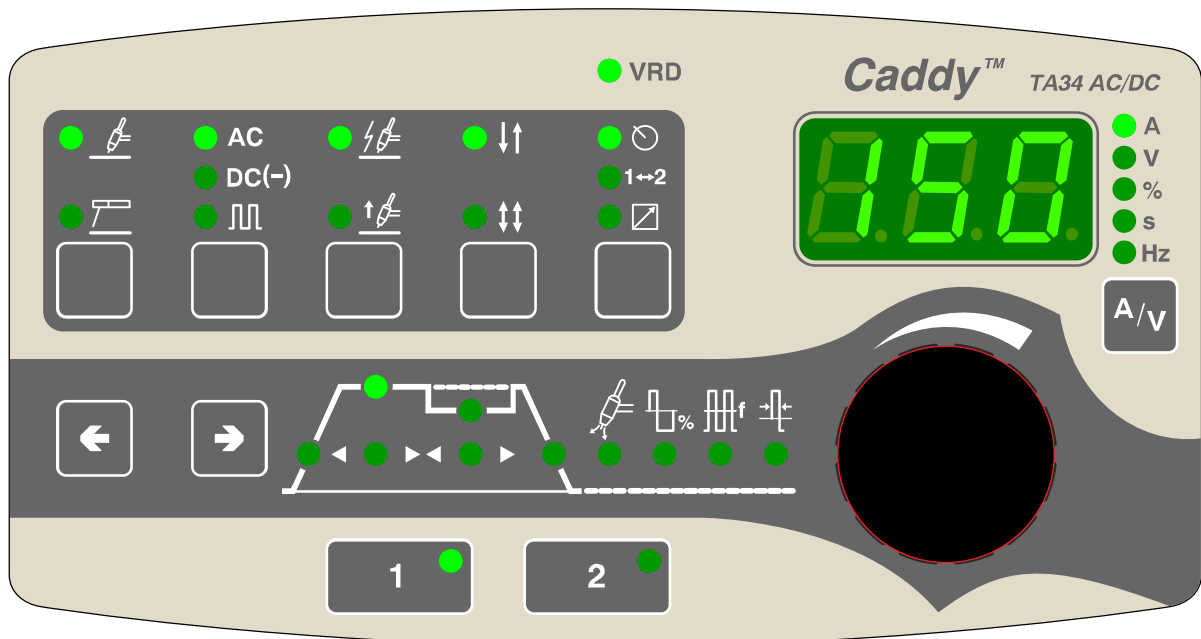 VRD
Caddy™ TA34 AC/DC
AC
DC(-)
1↔2
150
A
V
%
s
Hz
A/V
%
f
1
2